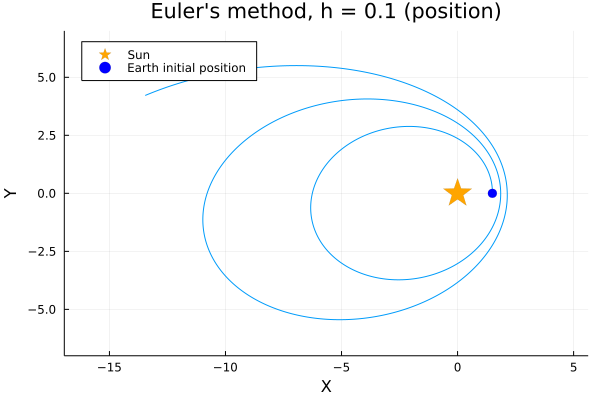 Euler's method, h = 0.1 (position)
Sun
Earth initial position
5.0
2.5
0.0
−2.5
−5.0
Y
−15 −10 −5 0 5
X